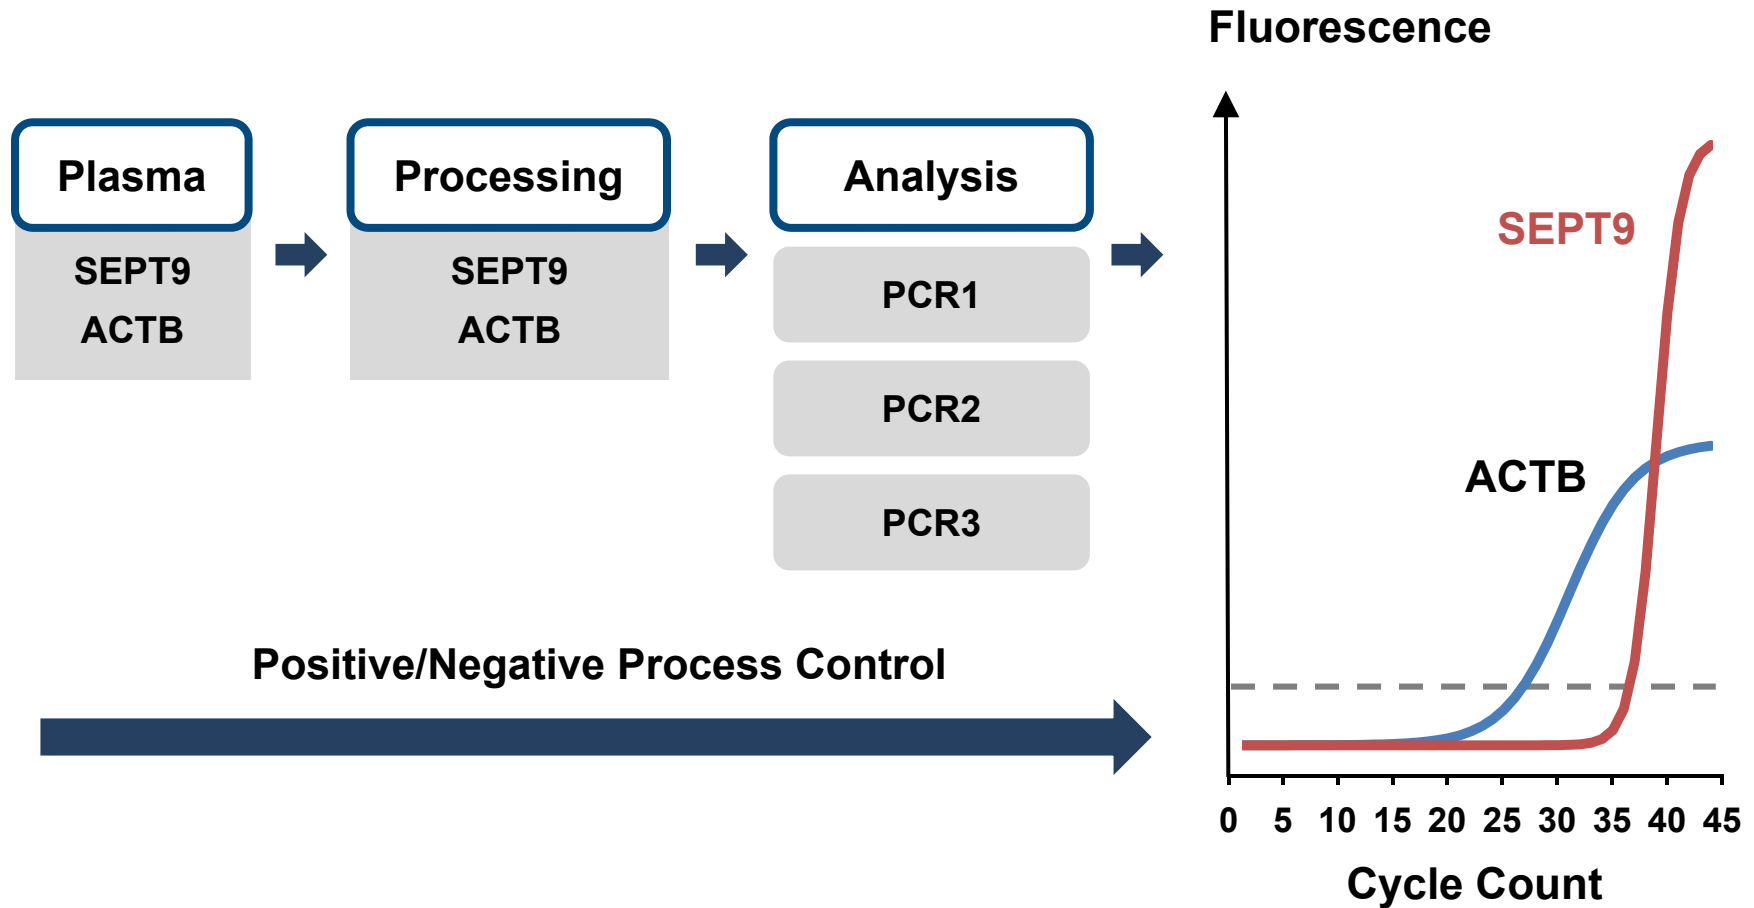 Fluorescence
Plasma
SEPT9
ACTB
Processing
SEPT9
ACTB
Analysis
PCR1
PCR2
PCR3
Positive/Negative Process Control
SEPT9
ACTB
0 5 10 15 20 25 30 35 40 45
Cycle Count